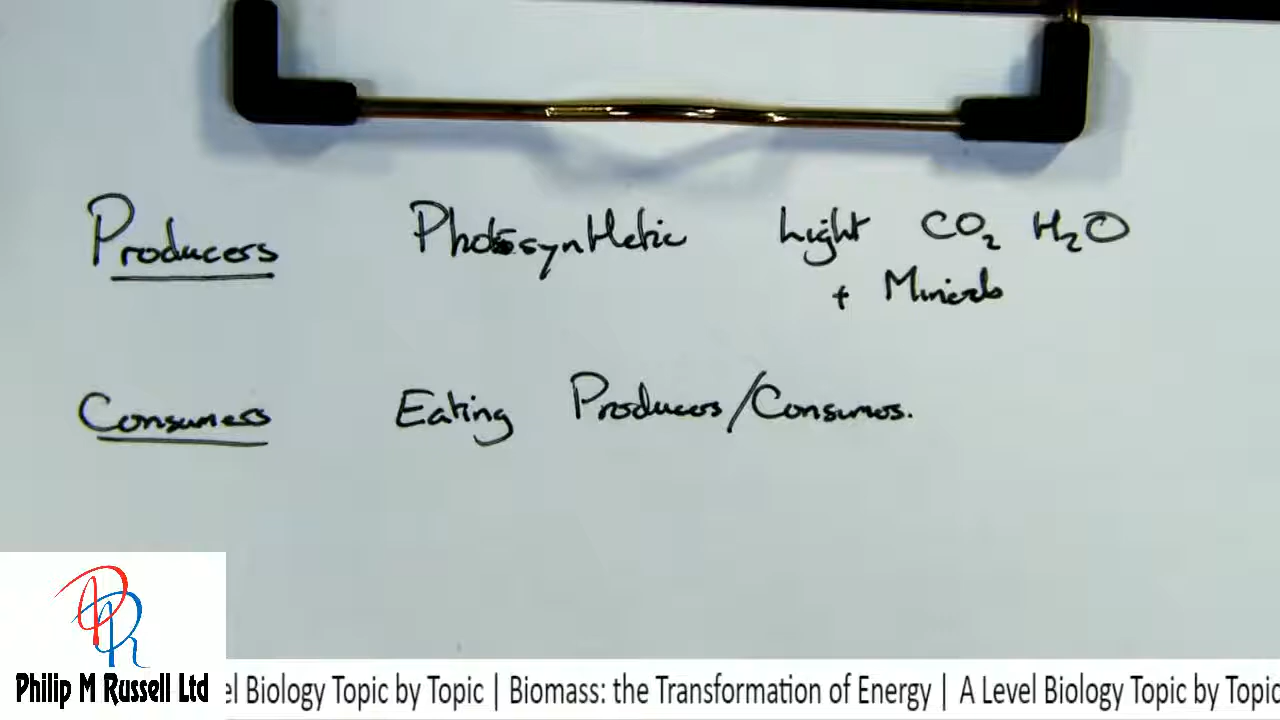 Producers Photosynthetic Light CO₂ H₂O
+ Minerals
Consumers Eating Producers/Consumers.
Philip M Russell Ltd
el Biology Topic by Topic | Biomass: the Transformation of Energy | A Level Biology Topic by Topic